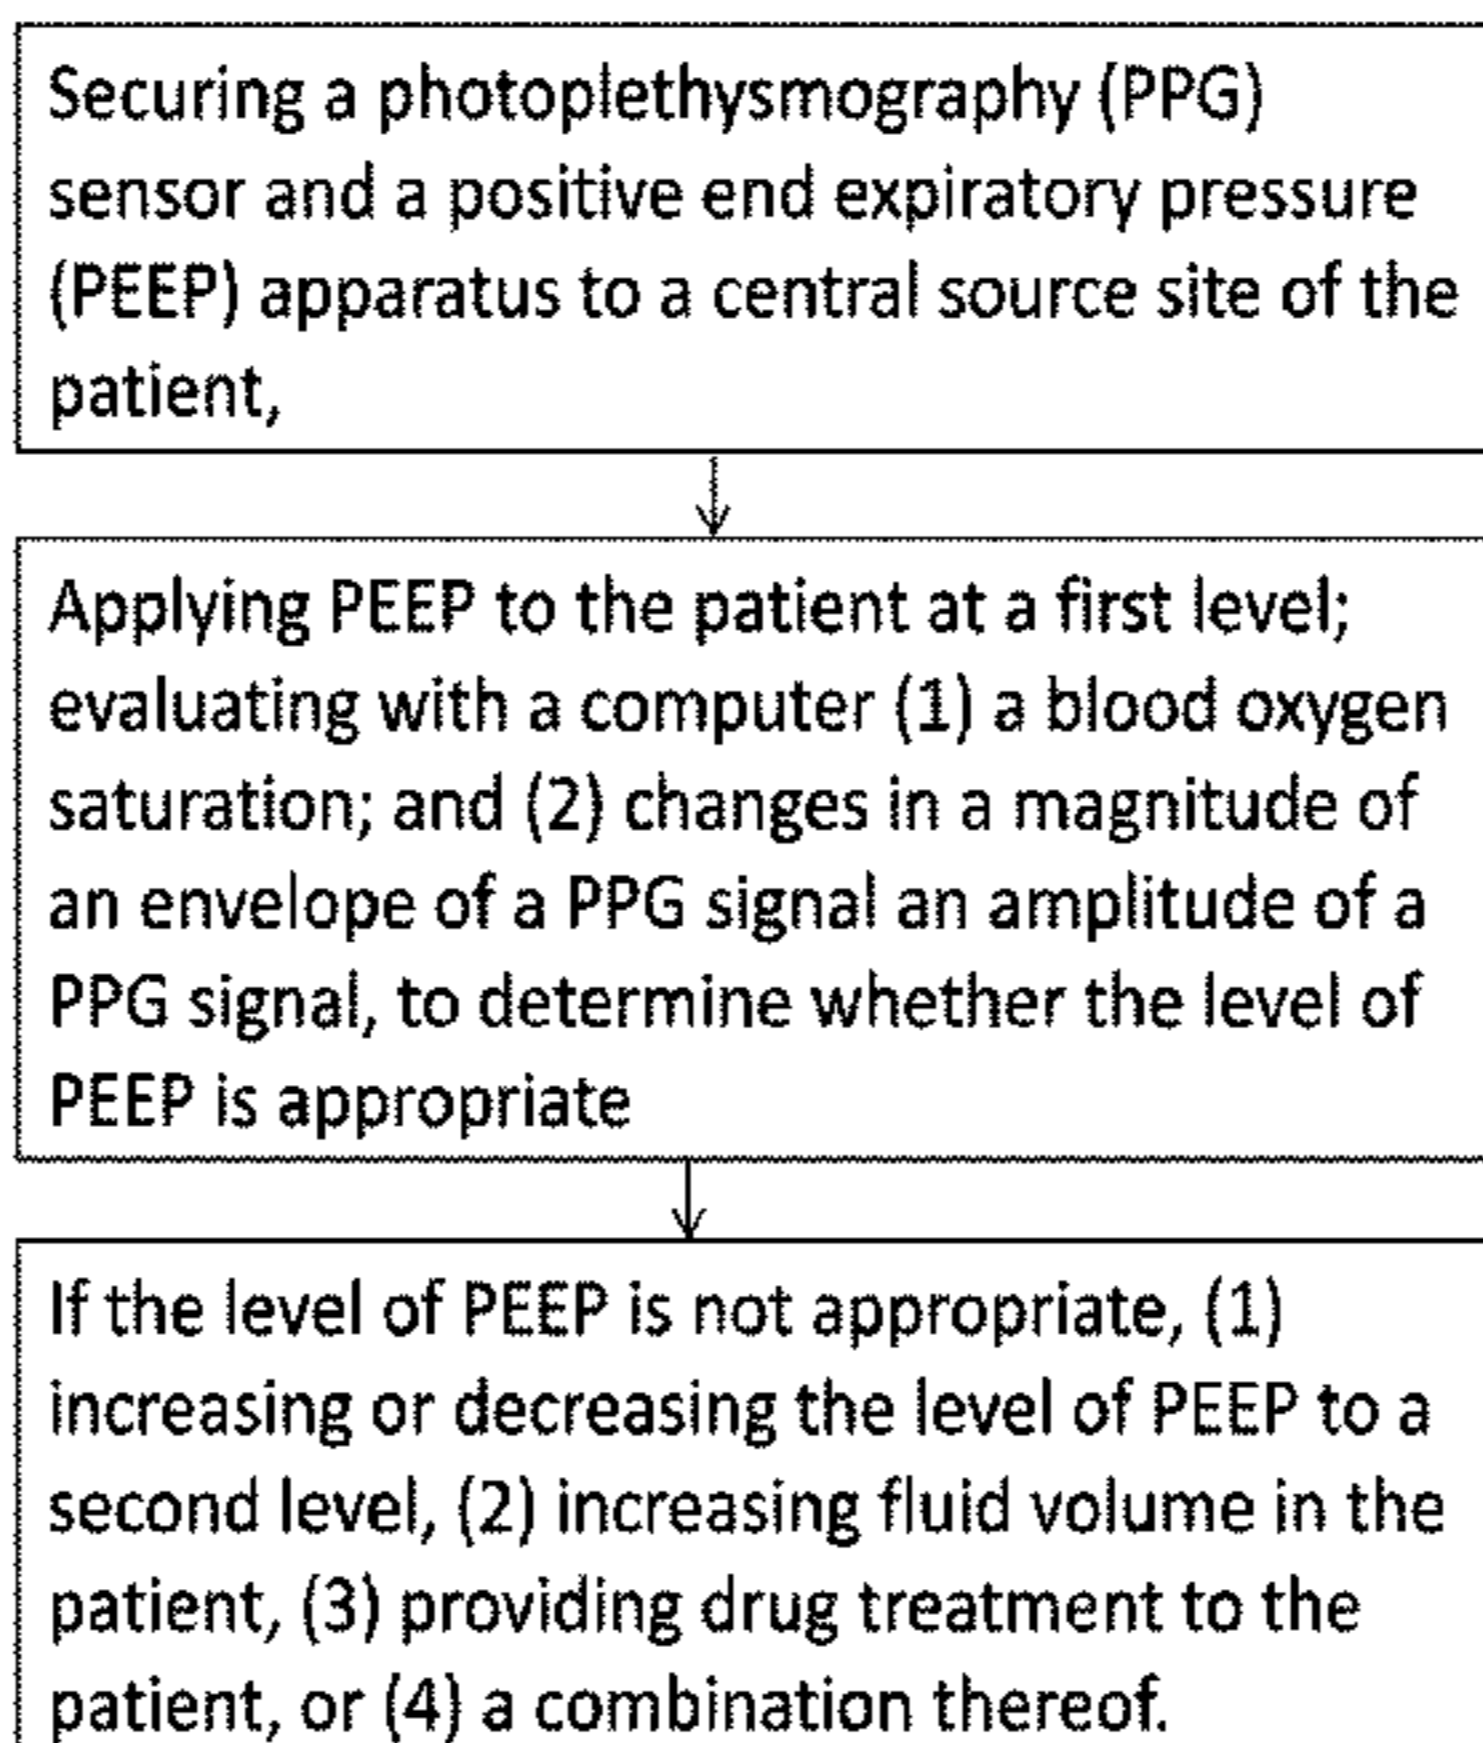 Securing a photoplethysmography (PPG)
sensor and a positive end expiratory pressure
(PEEP) apparatus to a central source site of the
patient,
Applying PEEP to the patient at a first level;
evaluating with a computer (1) a blood oxygen
saturation; and (2) changes in a magnitude of
an envelope of a PPG signal an amplitude of a
PPG signal, to determine whether the level of
PEEP is appropriate
If the level of PEEP is not appropriate, (1)
increasing or decreasing the level of PEEP to a
second level, (2) increasing fluid volume in the
patient, (3) providing drug treatment to the
patient, or (4) a combination thereof.